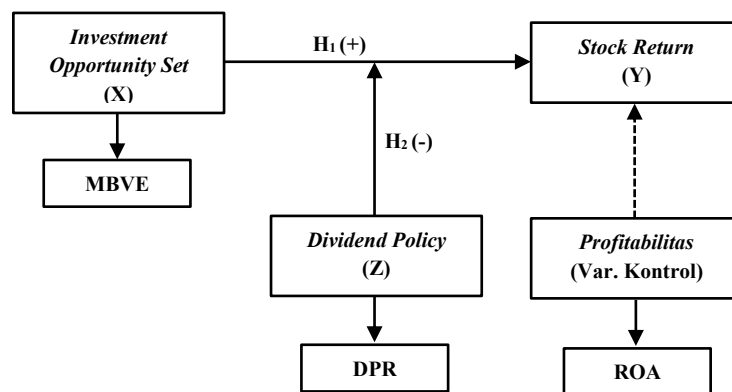 Investment
Opportunity Set
(X)
H1 (+)
Stock Return
(Y)
H2 (-)
MBVE
Dividend Policy
(Z)
Profitabilitas
(Var. Kontrol)
DPR
ROA